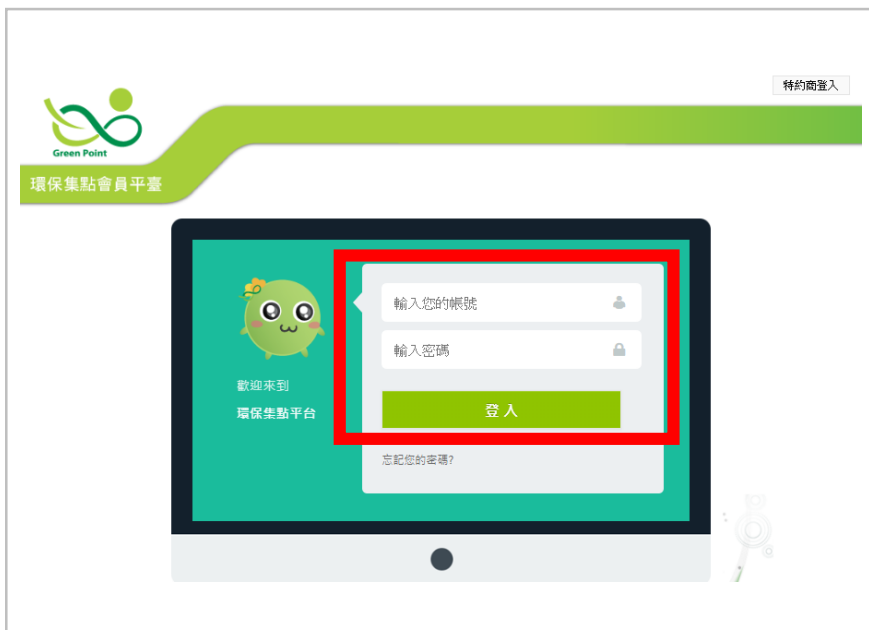 特約商登入
Green Point
環保集點會員平臺
輸入您的帳號
輸入密碼
歡迎來到
環保集點平台
登入
忘記您的密碼?